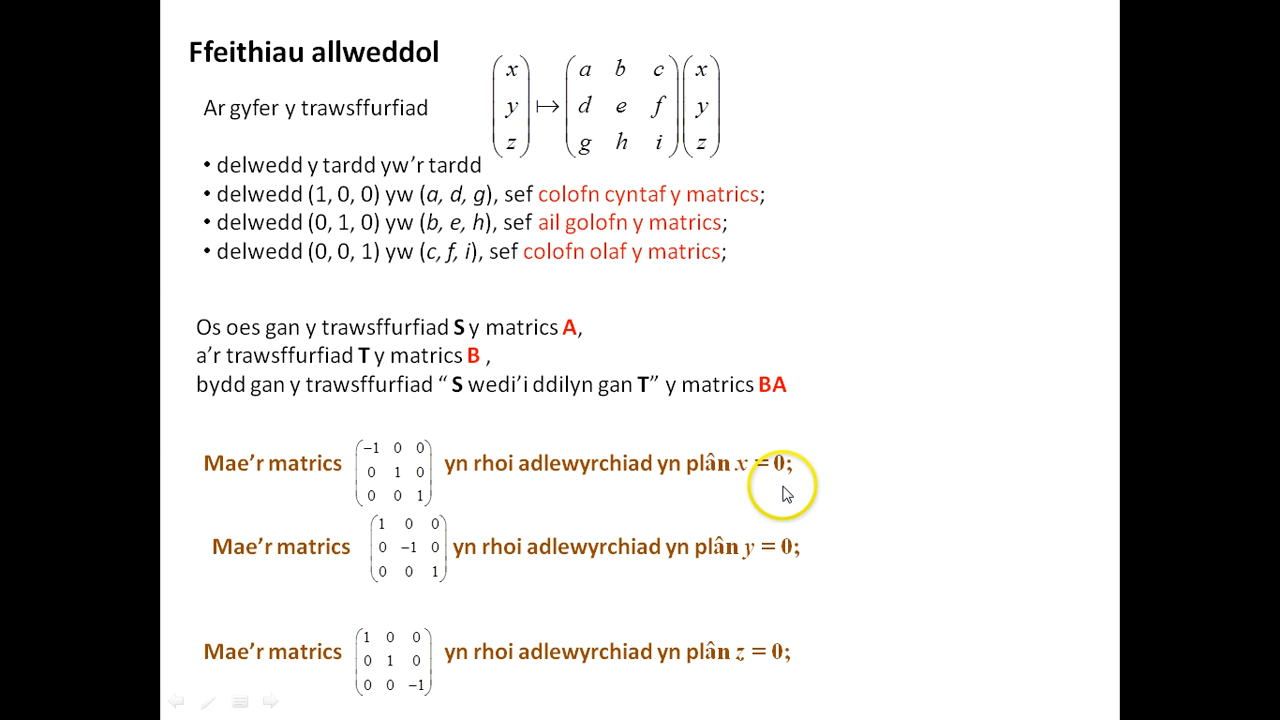 Ffeithiau allweddol
Ar gyfer y trawsffurfiad
( x ) ↦ ( a b c ) ( x )
( y ) ( d e f ) ( y )
( z ) ( g h i ) ( z )
• delwedd y tardd yw’r tardd
• delwedd (1, 0, 0) yw (a, d, g), sef colofn cyntaf y matrics;
• delwedd (0, 1, 0) yw (b, e, h), sef ail golofn y matrics;
• delwedd (0, 0, 1) yw (c, f, i), sef colofn olaf y matrics;
Os oes gan y trawsffurfiad S y matrics A,
a’r trawsffurfiad T y matrics B ,
bydd gan y trawsffurfiad “ S wedi’i ddilyn gan T” y matrics BA
−1 0 0
Mae’r matrics 0 1 0 yn rhoi adlewyrchiad yn plân x = 0;
0 0 1
1 0 0
Mae’r matrics 0 −1 0 yn rhoi adlewyrchiad yn plân y = 0;
0 0 1
1 0 0
Mae’r matrics 0 1 0 yn rhoi adlewyrchiad yn plân z = 0;
0 0 −1